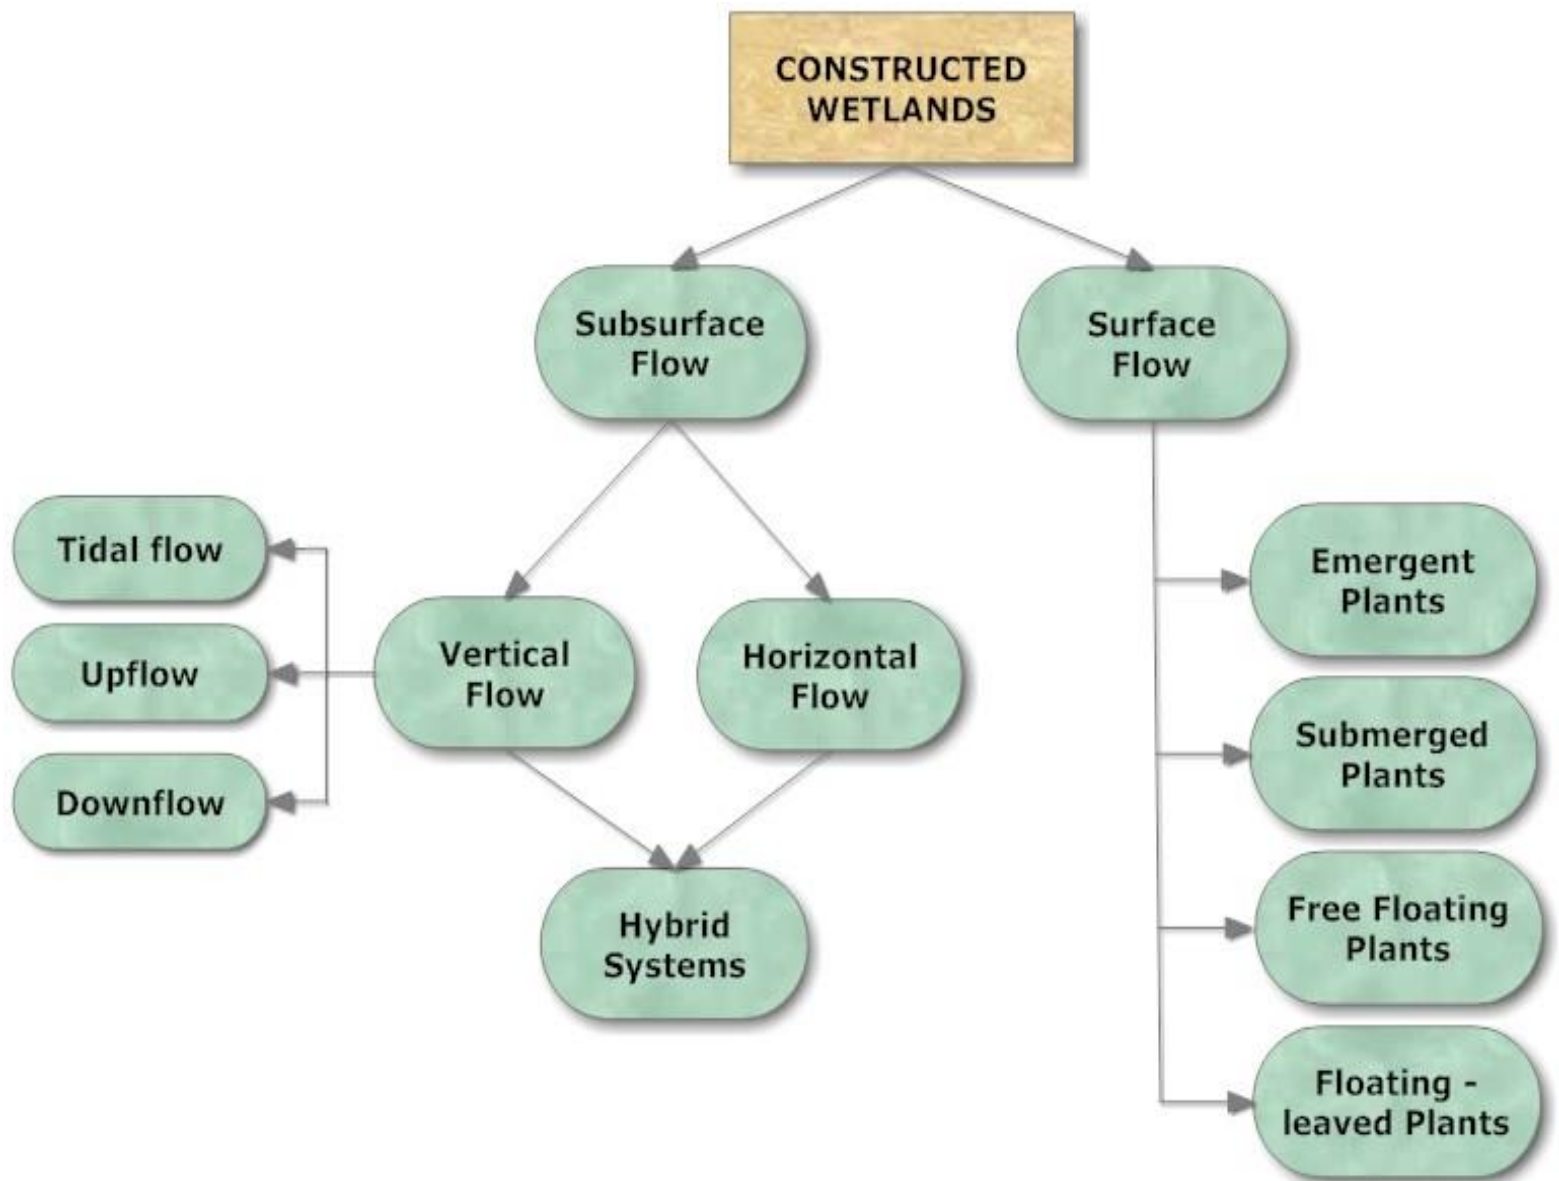 CONSTRUCTED
WETLANDS
Subsurface
Flow
Surface
Flow
Tidal flow
Upflow
Downflow
Vertical
Flow
Horizontal
Flow
Hybrid
Systems
Emergent
Plants
Submerged
Plants
Free Floating
Plants
Floating -
leaved Plants